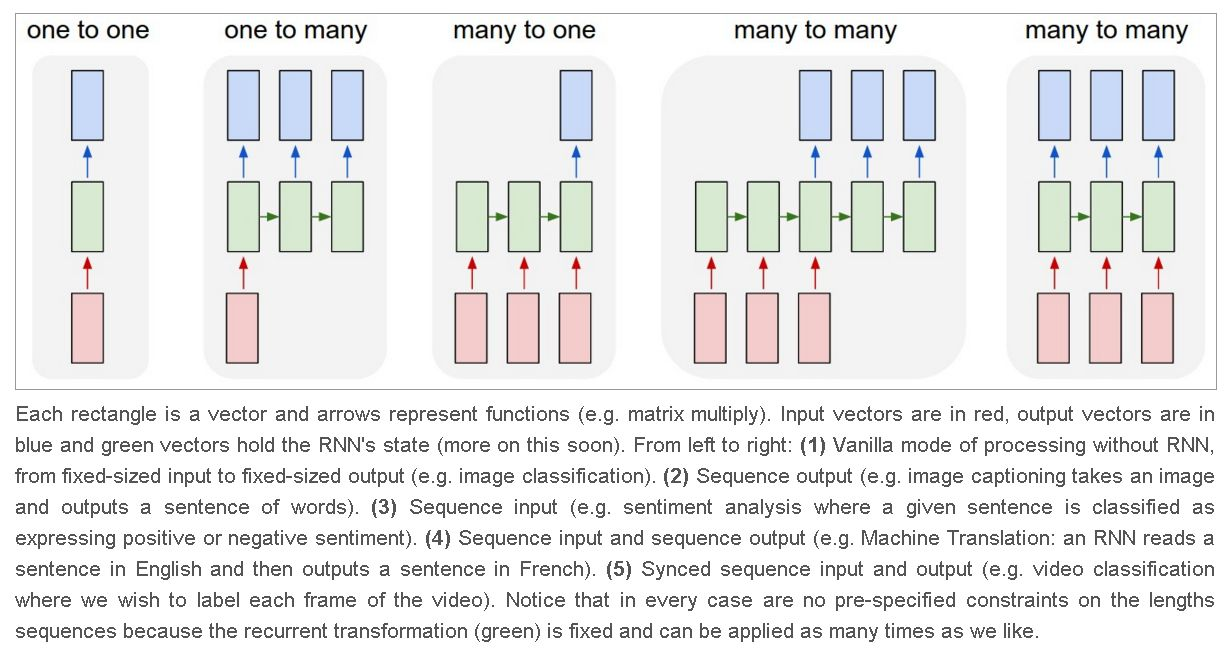 one to one one to many many to one many to many many to many
Each rectangle is a vector and arrows represent functions (e.g. matrix multiply). Input vectors are in red, output vectors are in
blue and green vectors hold the RNN's state (more on this soon). From left to right: (1) Vanilla mode of processing without RNN,
from fixed-sized input to fixed-sized output (e.g. image classification). (2) Sequence output (e.g. image captioning takes an image
and outputs a sentence of words). (3) Sequence input (e.g. sentiment analysis where a given sentence is classified as
expressing positive or negative sentiment). (4) Sequence input and sequence output (e.g. Machine Translation: an RNN reads a
sentence in English and then outputs a sentence in French). (5) Synced sequence input and output (e.g. video classification
where we wish to label each frame of the video). Notice that in every case are no pre-specified constraints on the lengths
sequences because the recurrent transformation (green) is fixed and can be applied as many times as we like.